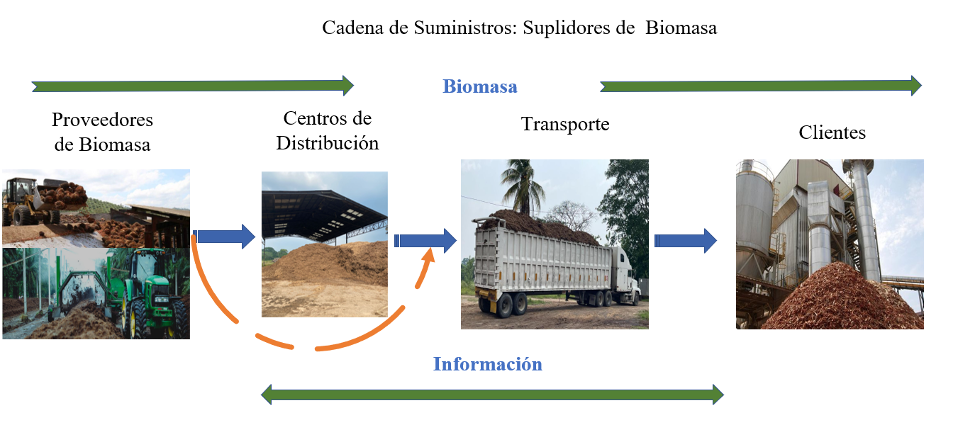 Cadena de Suministros: Suplidores de Biomasa
Biomasa
Proveedores
de Biomasa
Centros de
Distribución
Transporte
Clientes
Información